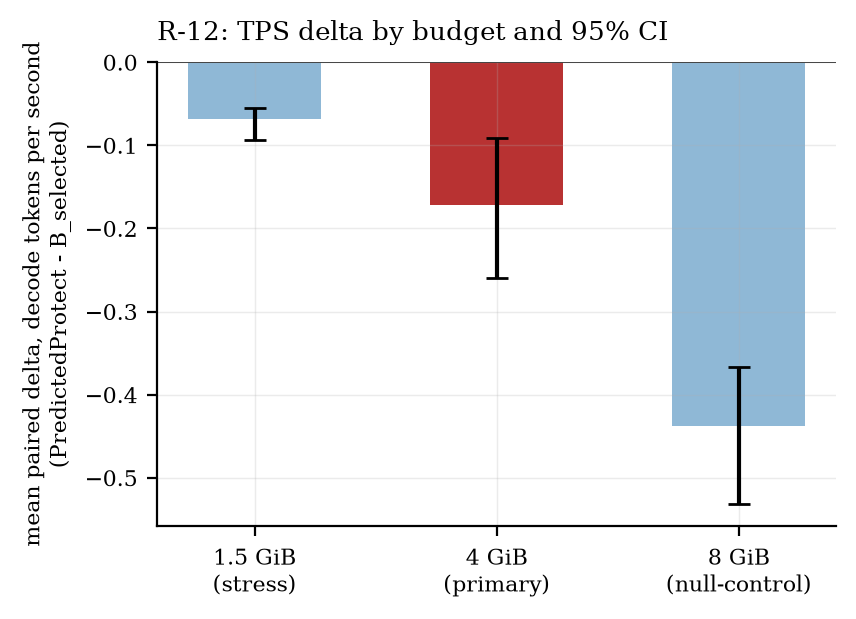 R-12: TPS delta by budget and 95% CI
mean paired delta, decode tokens per second
(PredictedProtect - B_selected)
0.0
−0.1
−0.2
−0.3
−0.4
−0.5
1.5 GiB
(stress)
4 GiB
(primary)
8 GiB
(null-control)